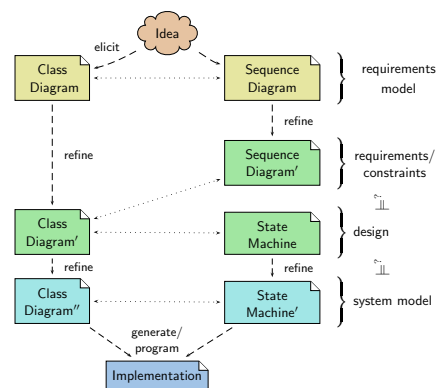 Idea
elicit
Class
Diagram
Sequence
Diagram
requirements
model
refine
refine
Sequence
Diagram′
requirements/
constraints
?
Class
Diagram′
State
Machine
design
?
refine
refine
Class
Diagram′′
State
Machine′
system model
generate/
program
Implementation